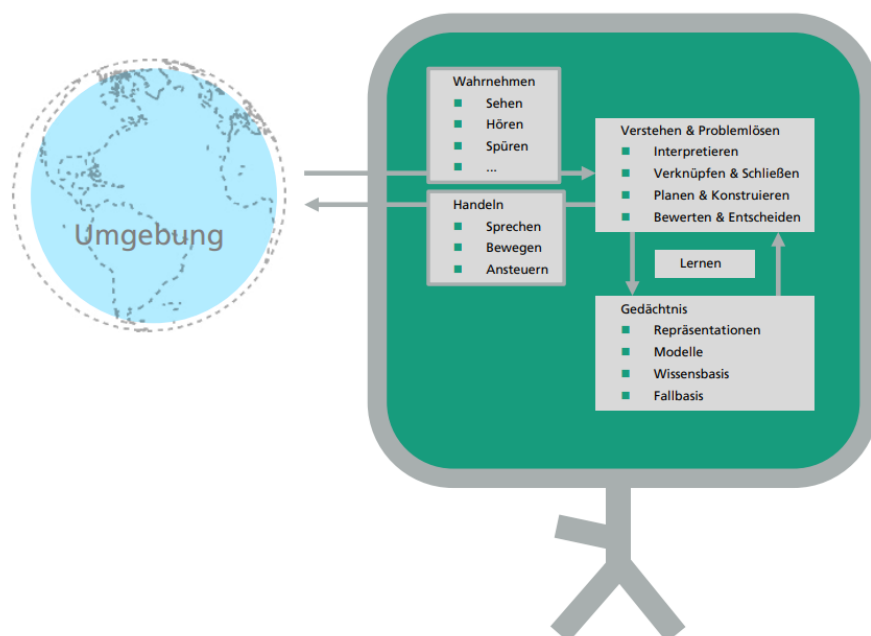 Umgebung
Wahrnehmen
Sehen
Hören
Spüren
...
Handeln
Sprechen
Bewegen
Ansteuern
Verstehen & Problemlösen
Interpretieren
Verknüpfen & Schließen
Planen & Konstruieren
Bewerten & Entscheiden
Lernen
Gedächtnis
Repräsentationen
Modelle
Wissensbasis
Fallbasis